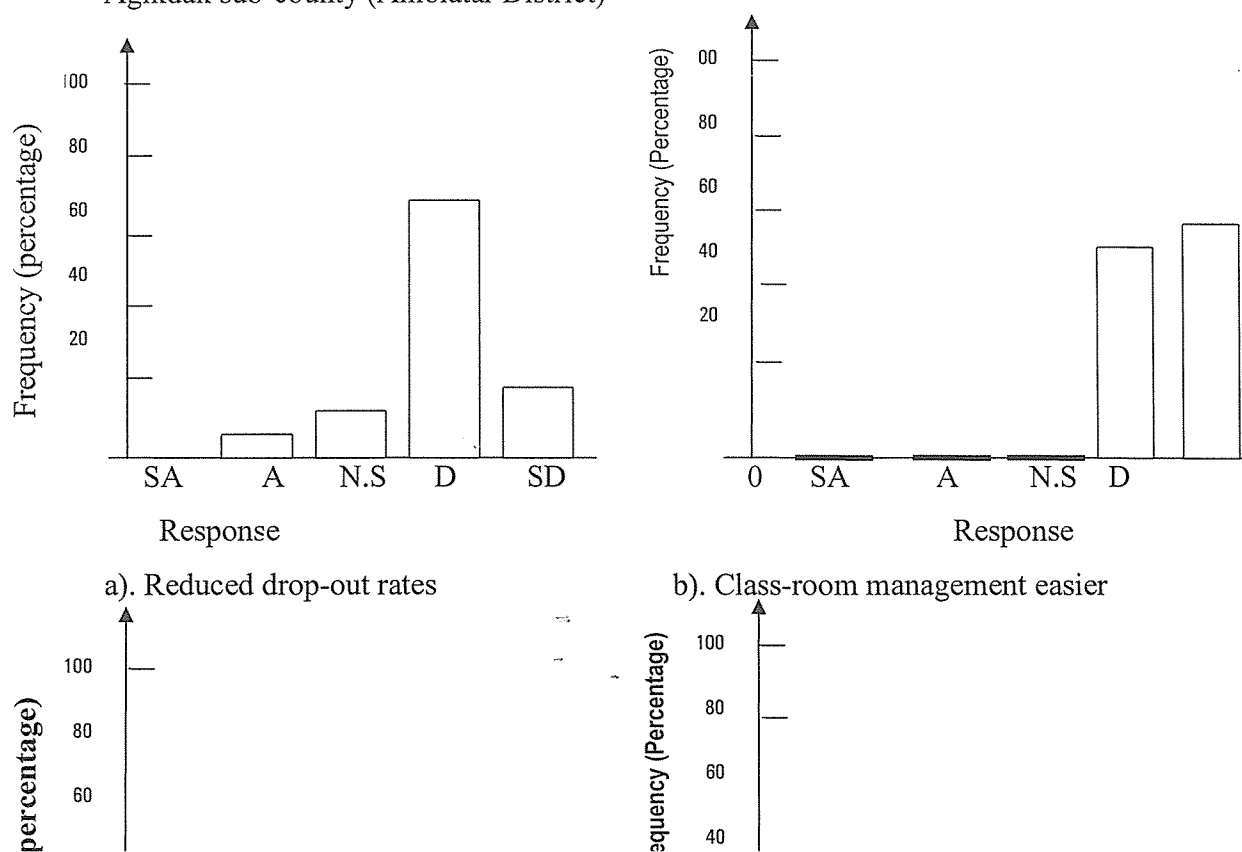 Agikdak sub-county (Amolatar District)
Frequency (percentage)
100
80
60
40
20
SA A N.S D SD
Response
a). Reduced drop-out rates
Frequency (Percentage)
00
80
60
40
20
0 SA A N.S D
Response
b). Class-room management easier
percentage)
100
80
60
equency (Percentage)
100
80
60
40